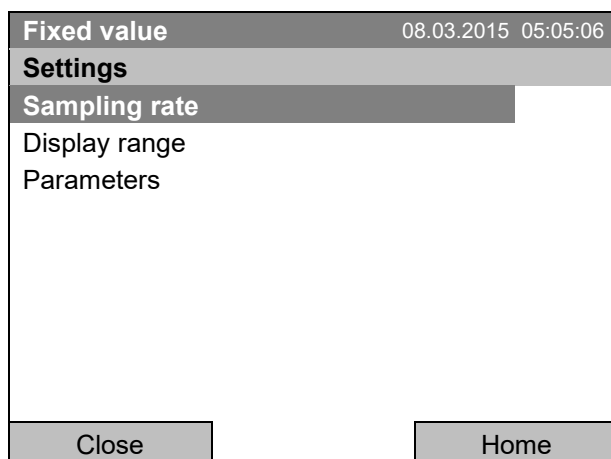 Fixed value 08.03.2015 05:05:06
Settings
Sampling rate
Display range
Parameters
Close Home